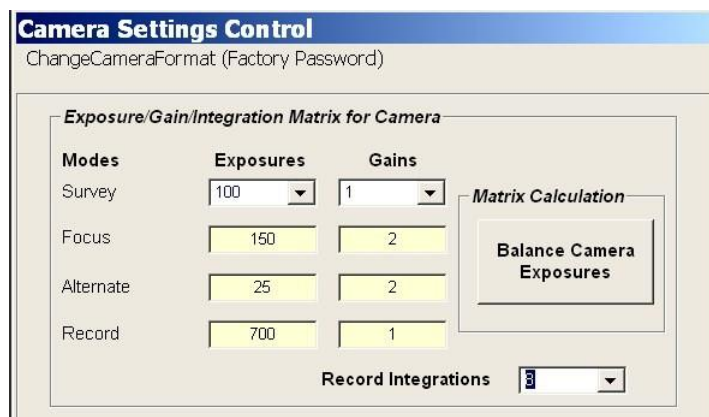 Camera Settings Control
ChangeCameraFormat (Factory Password)
Exposure/Gain/Integration Matrix for Camera
Modes Exposures Gains
Survey 100 1
Matrix Calculation
Focus 150 2
Balance Camera
Exposures
Alternate 25 2
Record 700 1
Record Integrations 8